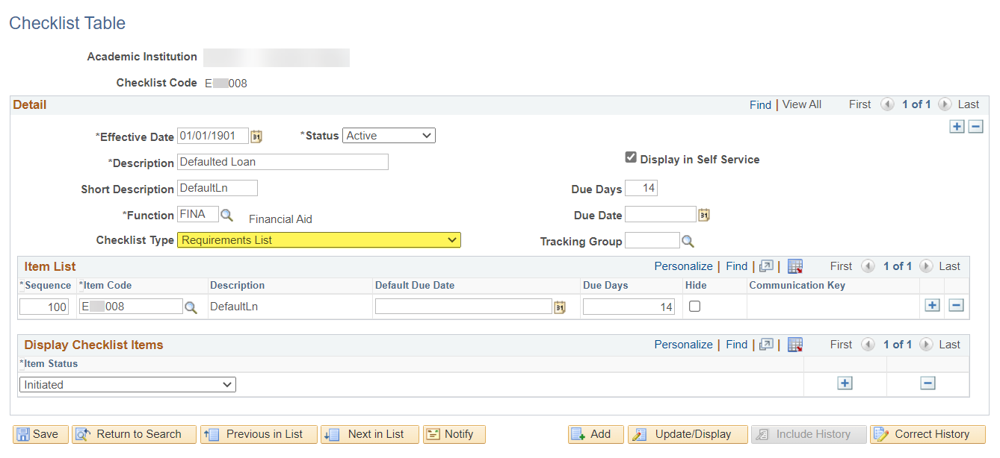 Checklist Table
Academic Institution
Checklist Code E 008
Detail Find | View All First 1 of 1 Last
*Effective Date 01/01/1901 31 *Status Active
*Description Defaulted Loan Display in Self Service
Short Description DefaultLn Due Days 14
*Function FINA Financial Aid Due Date 31
Checklist Type Requirements List Tracking Group
Item List Personalize | Find | | First 1 of 1 Last
*Sequence *Item Code Description Default Due Date Due Days Hide Communication Key
100 E 008 DefaultLn 31 14
Display Checklist Items Personalize | Find | | First 1 of 1 Last
*Item Status
Initiated
Save Return to Search Previous in List Next in List Notify Add Update/Display Include History Correct History